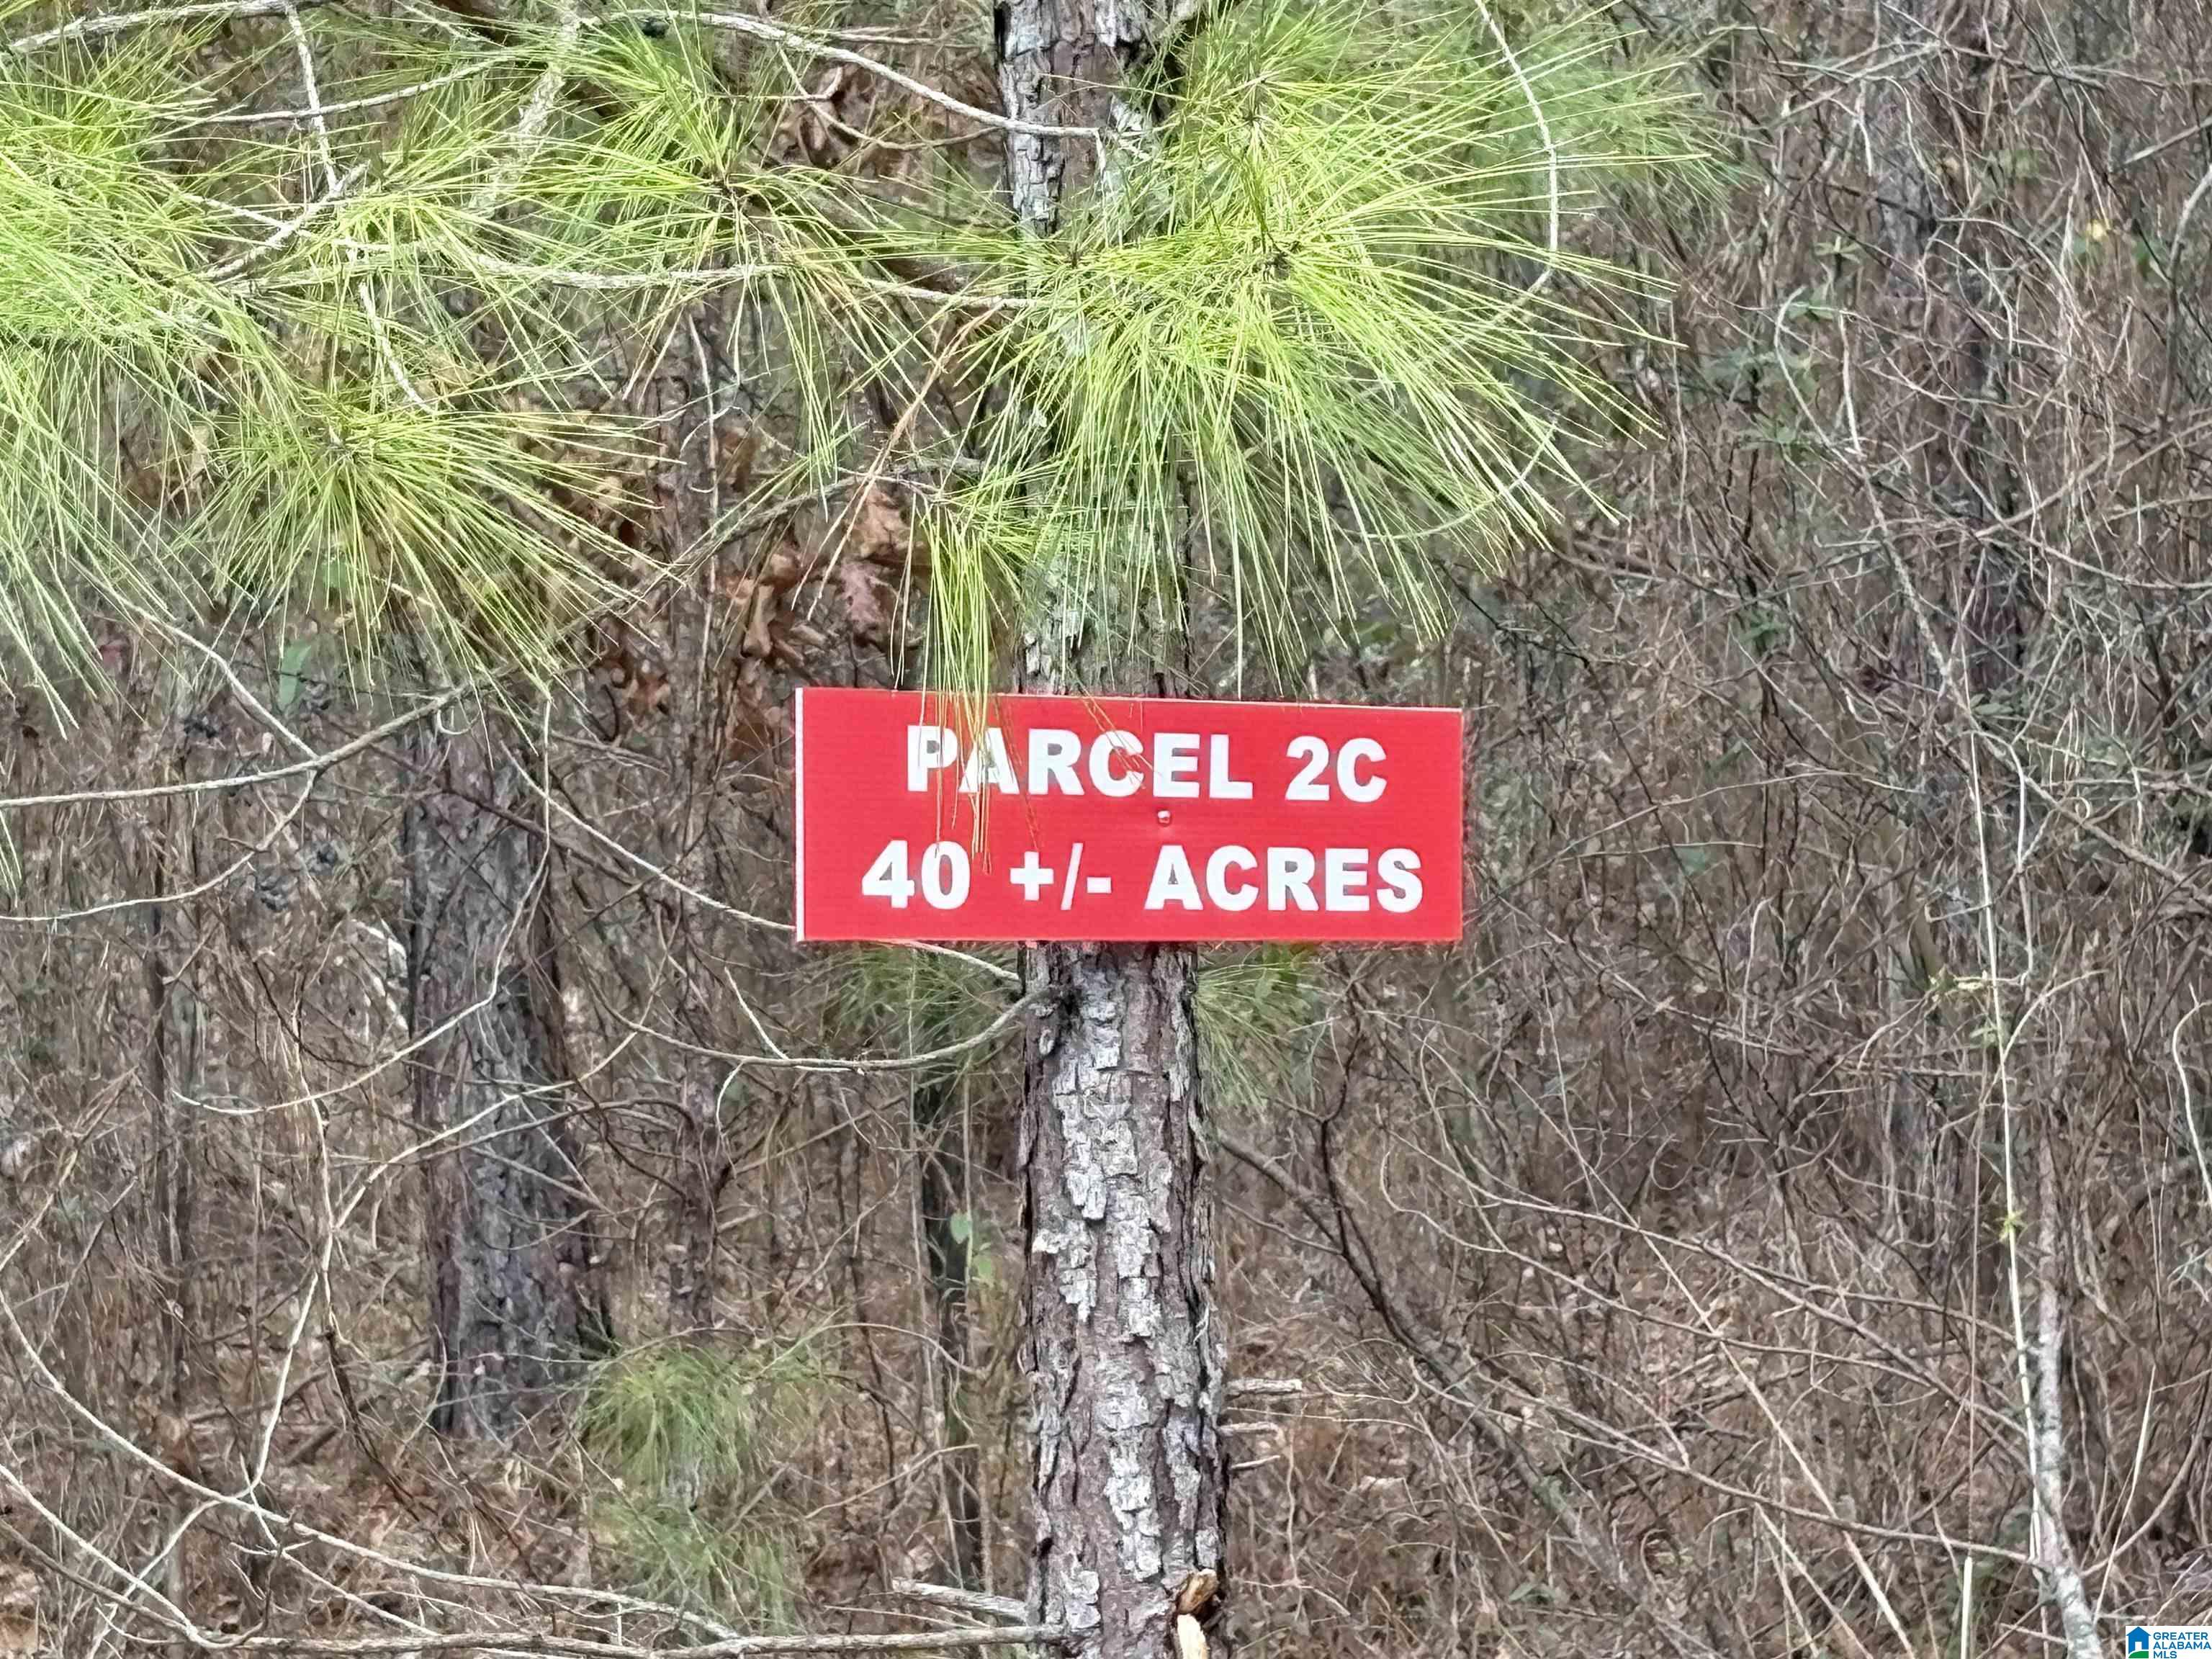 PARCEL 2C
40 +/- ACRES
GREATER
ALABAMA
MLS